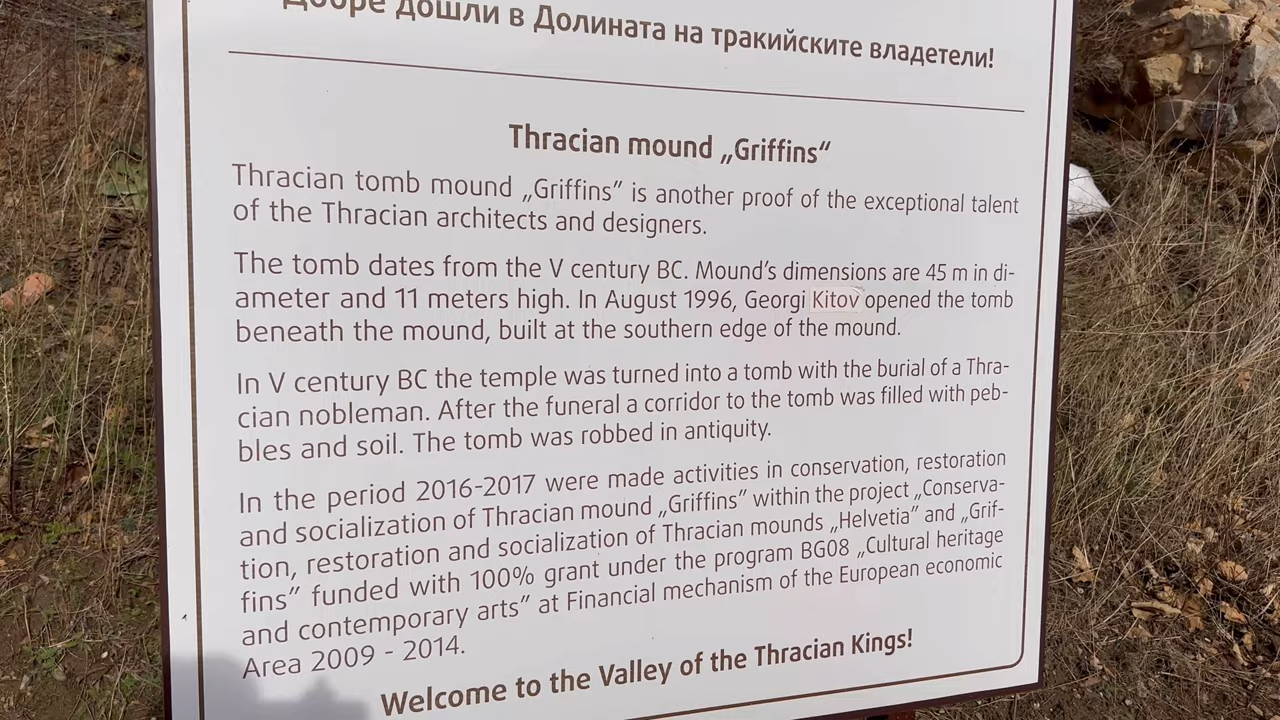 Добре дошли в Долината на тракийските владетели!
Thracian mound „Griffins“
Thracian tomb mound „Griffins” is another proof of the exceptional talent
of the Thracian architects and designers.
The tomb dates from the V century BC. Mound’s dimensions are 45 m in di-
ameter and 11 meters high. In August 1996, Georgi Kitov opened the tomb
beneath the mound, built at the southern edge of the mound.
In V century BC the temple was turned into a tomb with the burial of a Thra-
cian nobleman. After the funeral a corridor to the tomb was filled with peb-
bles and soil. The tomb was robbed in antiquity.
In the period 2016-2017 were made activities in conservation, restoration
and socialization of Thracian mound „Griffins” within the project „Conserva-
tion, restoration and socialization of Thracian mounds „Helvetia” and „Grif-
fins” funded with 100% grant under the program BG08 „Cultural heritage
and contemporary arts” at Financial mechanism of the European economic
Area 2009 - 2014.
Welcome to the Valley of the Thracian Kings!